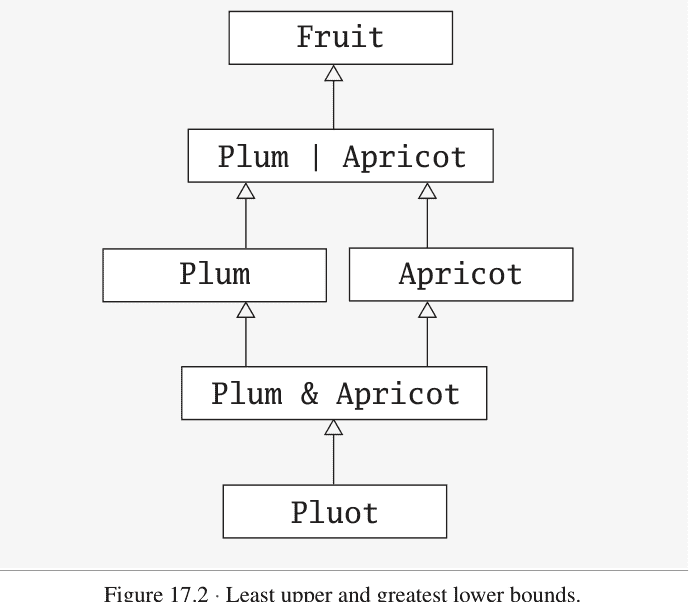 Fruit
Plum | Apricot
Plum
Apricot
Plum & Apricot
Pluot
Figure 17.2 · Least upper and greatest lower bounds.